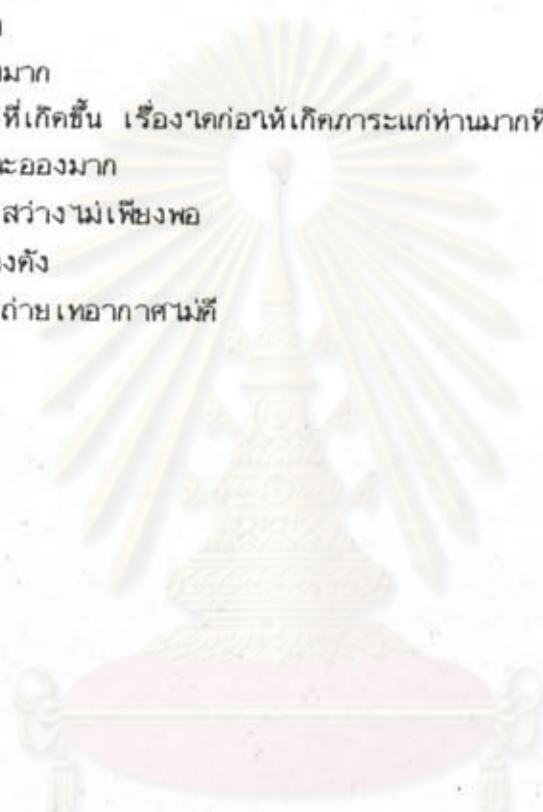 มาก
ที่เกิดขึ้น เรื่องใดก่อให้เกิดภาระแก่ท่านมากที่
ะอองมาก
สว่างไม่เพียงพอ
งดัง
ถ่ายเทอากาศไม่ดี